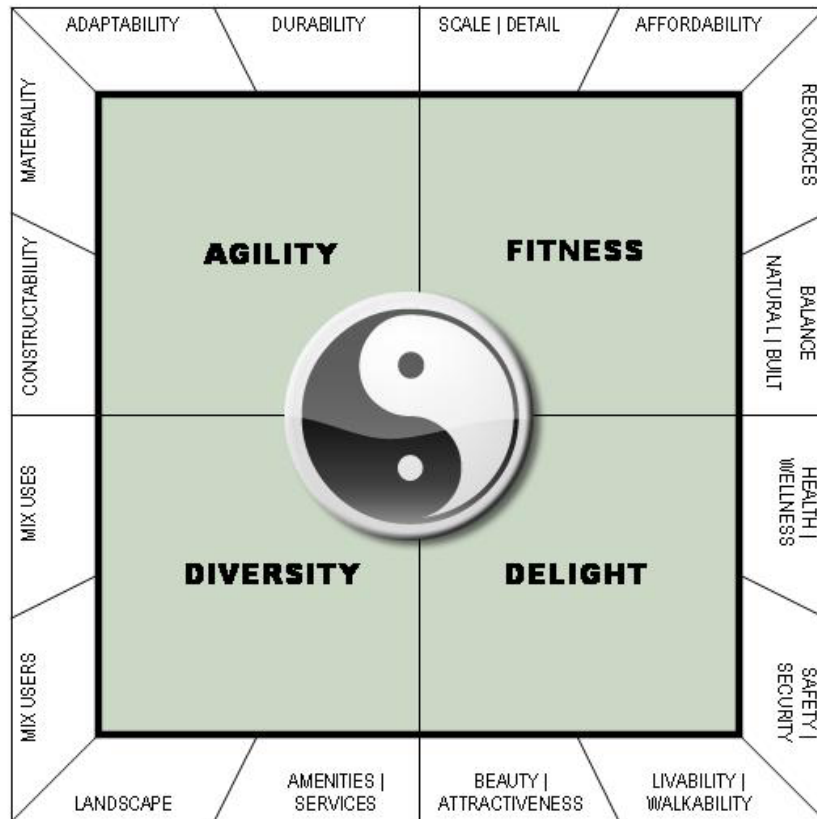 ADAPTABILITY
DURABILITY
SCALE | DETAIL
AFFORDABILITY
MATERIALITY
CONSTRUCTABILITY
MIX USES
MIX USERS
AGILITY
FITNESS
DIVERSITY
DELIGHT
RESOURCES
BALANCE
NATURAL | BUILT
HEALTH |
WELLNESS
SAFETY |
SECURITY
LANDSCAPE
AMENITIES |
SERVICES
BEAUTY |
ATTRACTIVENESS
LIVABILITY |
WALKABILITY